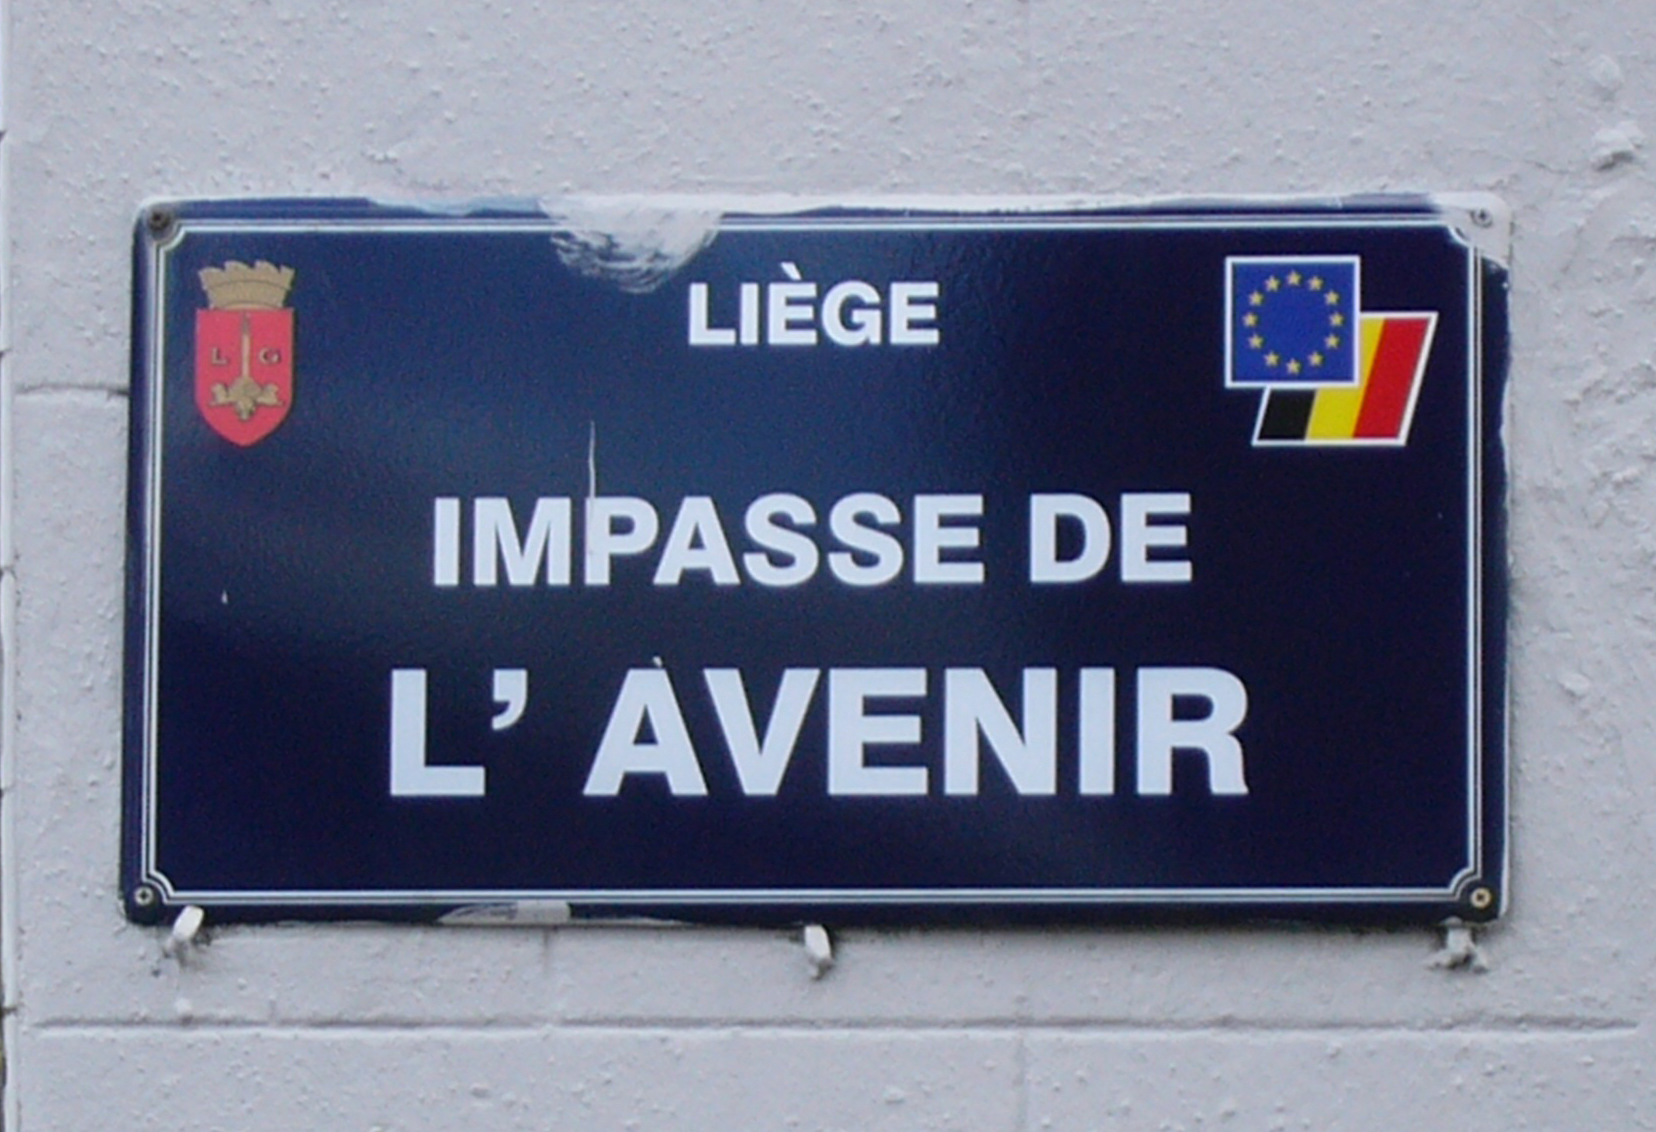 LIÈGE
L G
IMPASSE DE
L' AVENIR